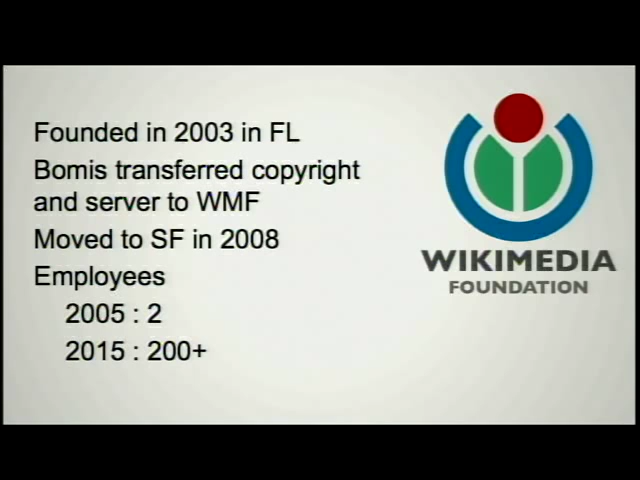 Founded in 2003 in FL
Bomis transferred copyright
and server to WMF
Moved to SF in 2008
Employees
2005 : 2
2015 : 200+
WIKIMEDIA
FOUNDATION